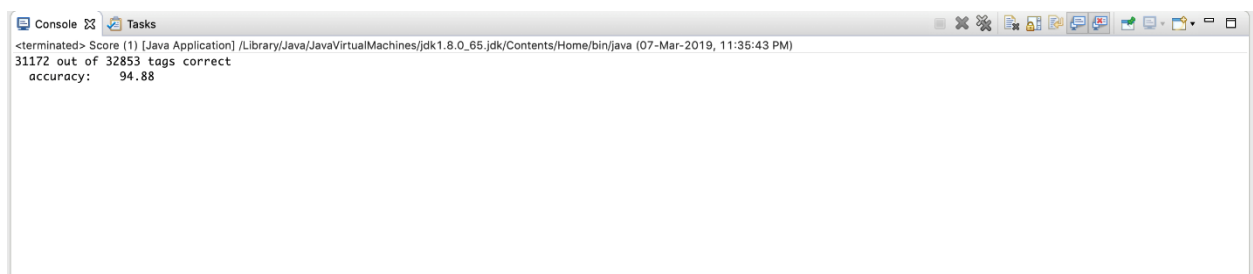 Console Tasks
<terminated> Score (1) [Java Application] /Library/Java/JavaVirtualMachines/jdk1.8.0_65.jdk/Contents/Home/bin/java (07-Mar-2019, 11:35:43 PM)
31172 out of 32853 tags correct
accuracy: 94.88